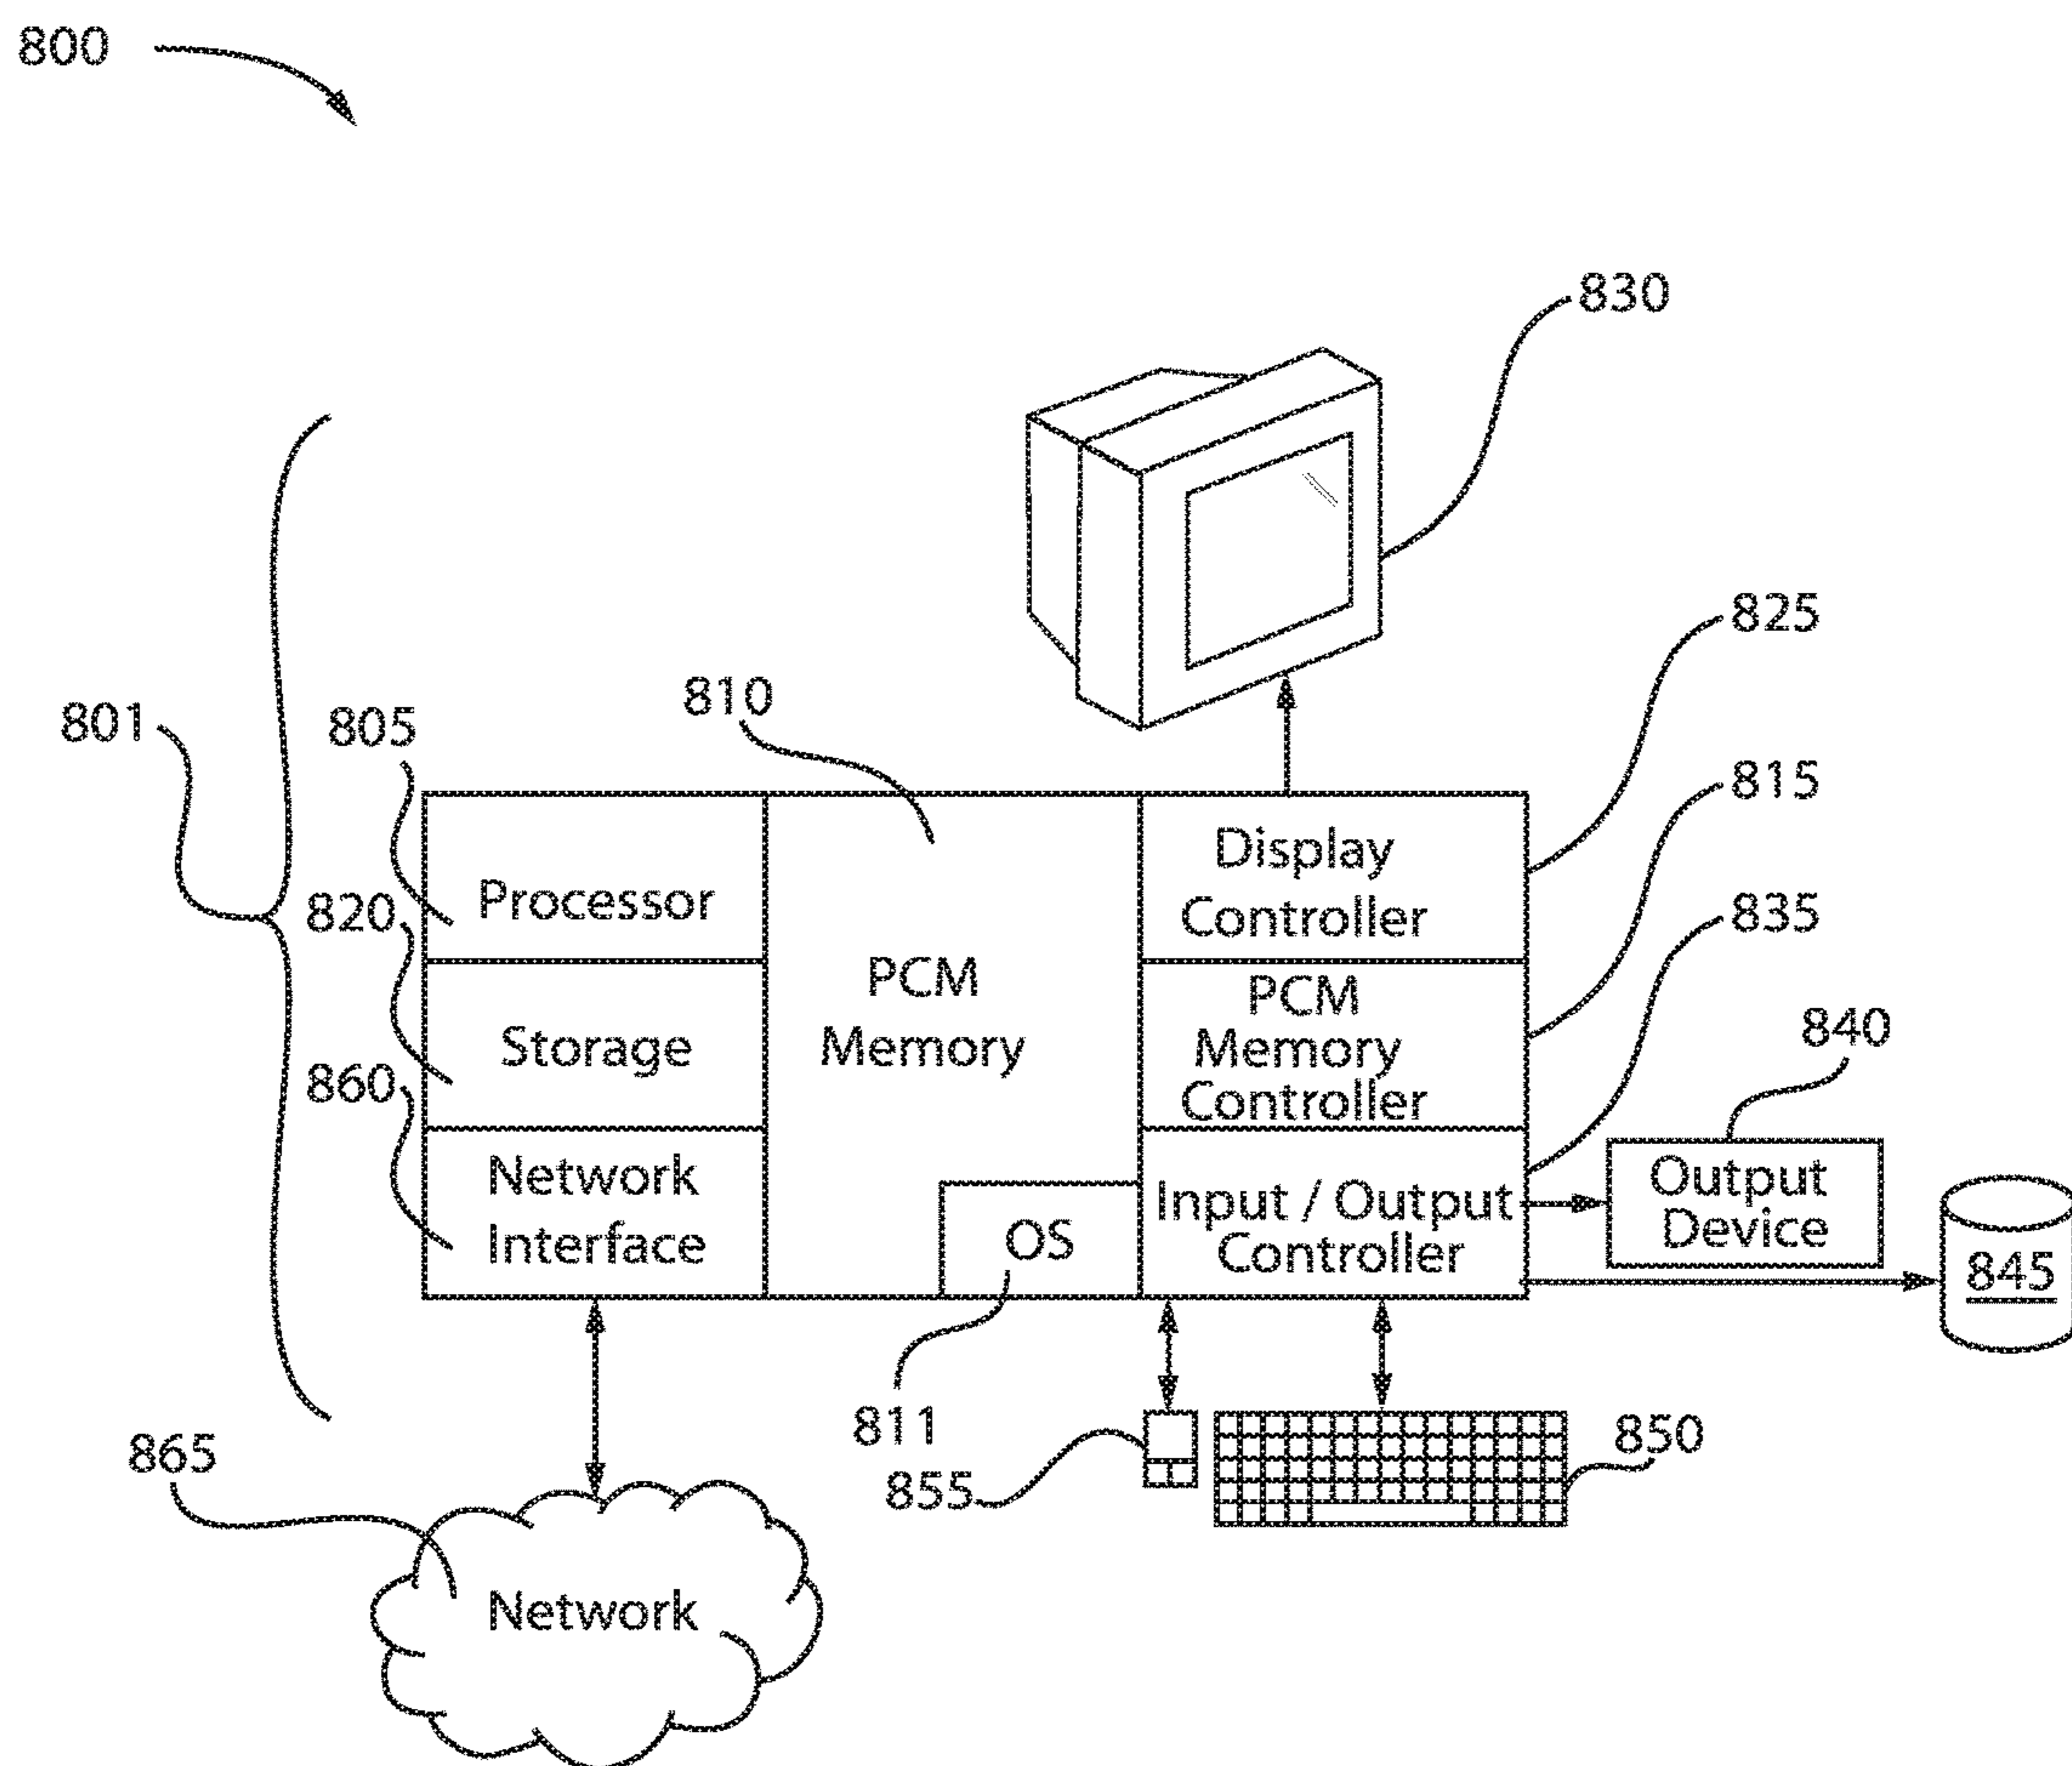 800
830
825
810
801
805
815
Display
Controller
Processor
820
835
PCM
Memory
PCM
Memory
Controller
Storage
840
860
Network
Interface
Input / Output
Controller
Output
Device
OS
845
811
850
865
855
Network